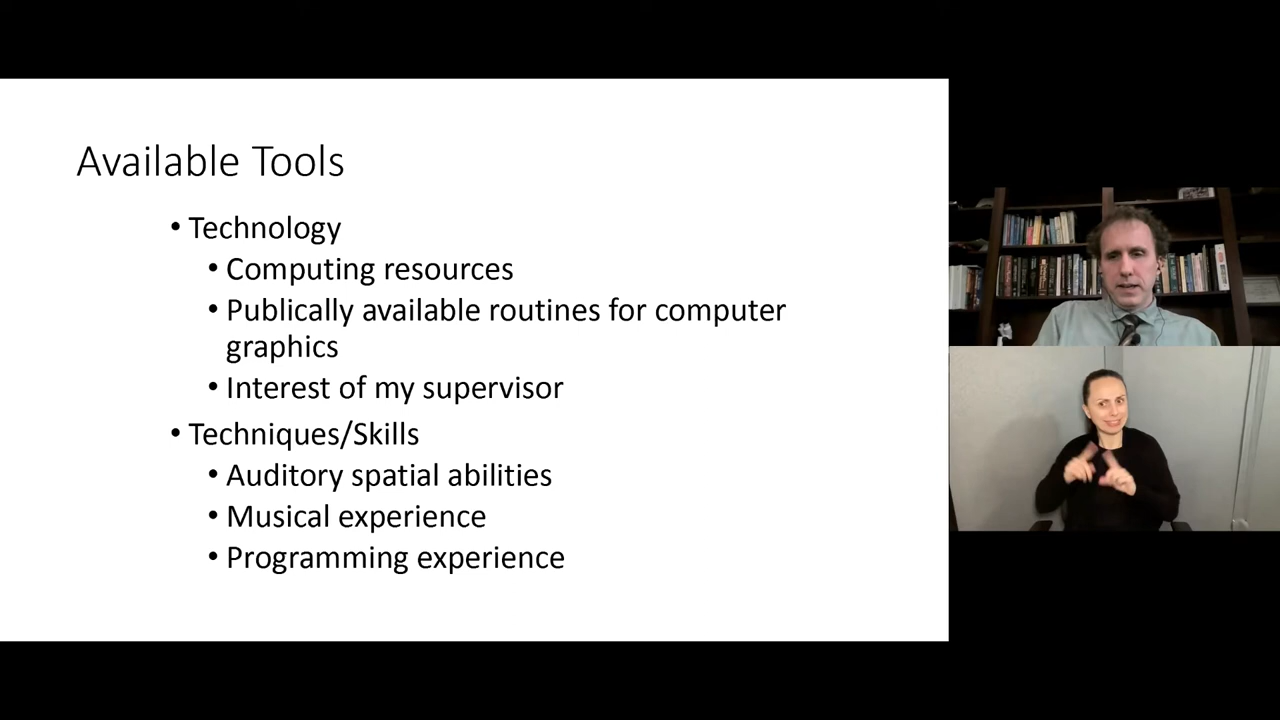 Available Tools
• Technology
• Computing resources
• Publically available routines for computer
graphics
• Interest of my supervisor
• Techniques/Skills
• Auditory spatial abilities
• Musical experience
• Programming experience